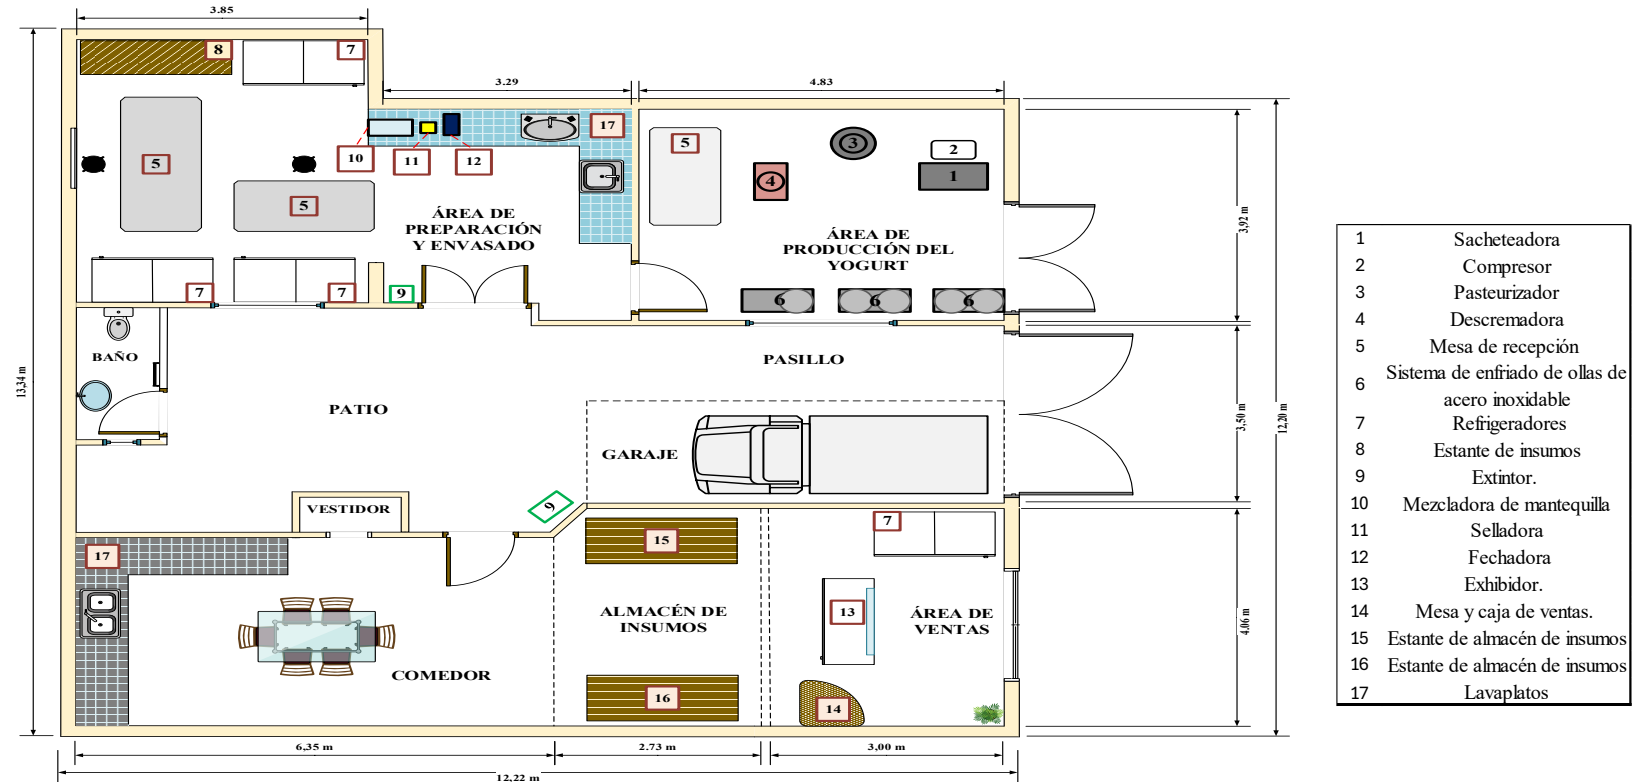 3.85
8
7
3.29
4.83
17
5
3
2
10
11
12
5
4
1
5
ÁREA DE
PREPARACIÓN
Y ENVASADO
ÁREA DE
PRODUCCIÓN DEL
YOGURT
3,92 m
7
7
9
6
6
6
BAÑO
PASILLO
13,34 m
PATIO
3,50 m
12,20 m
GARAJE
VESTIDOR
9
7
17
15
13
ALMACÉN DE
INSUMOS
ÁREA DE
VENTAS
4,06 m
COMEDOR
16
14
6,35 m
2.73 m
3,00 m
12,22 m
1 Sacheteadora
2 Compresor
3 Pasteurizador
4 Descremadora
5 Mesa de recepción
6 Sistema de enfriado de ollas de
acero inoxidable
7 Refrigeradores
8 Estante de insumos
9 Extintor.
10 Mezcladora de mantequilla
11 Selladora
12 Fechadora
13 Exhibidor.
14 Mesa y caja de ventas.
15 Estante de almacén de insumos
16 Estante de almacén de insumos
17 Lavaplatos